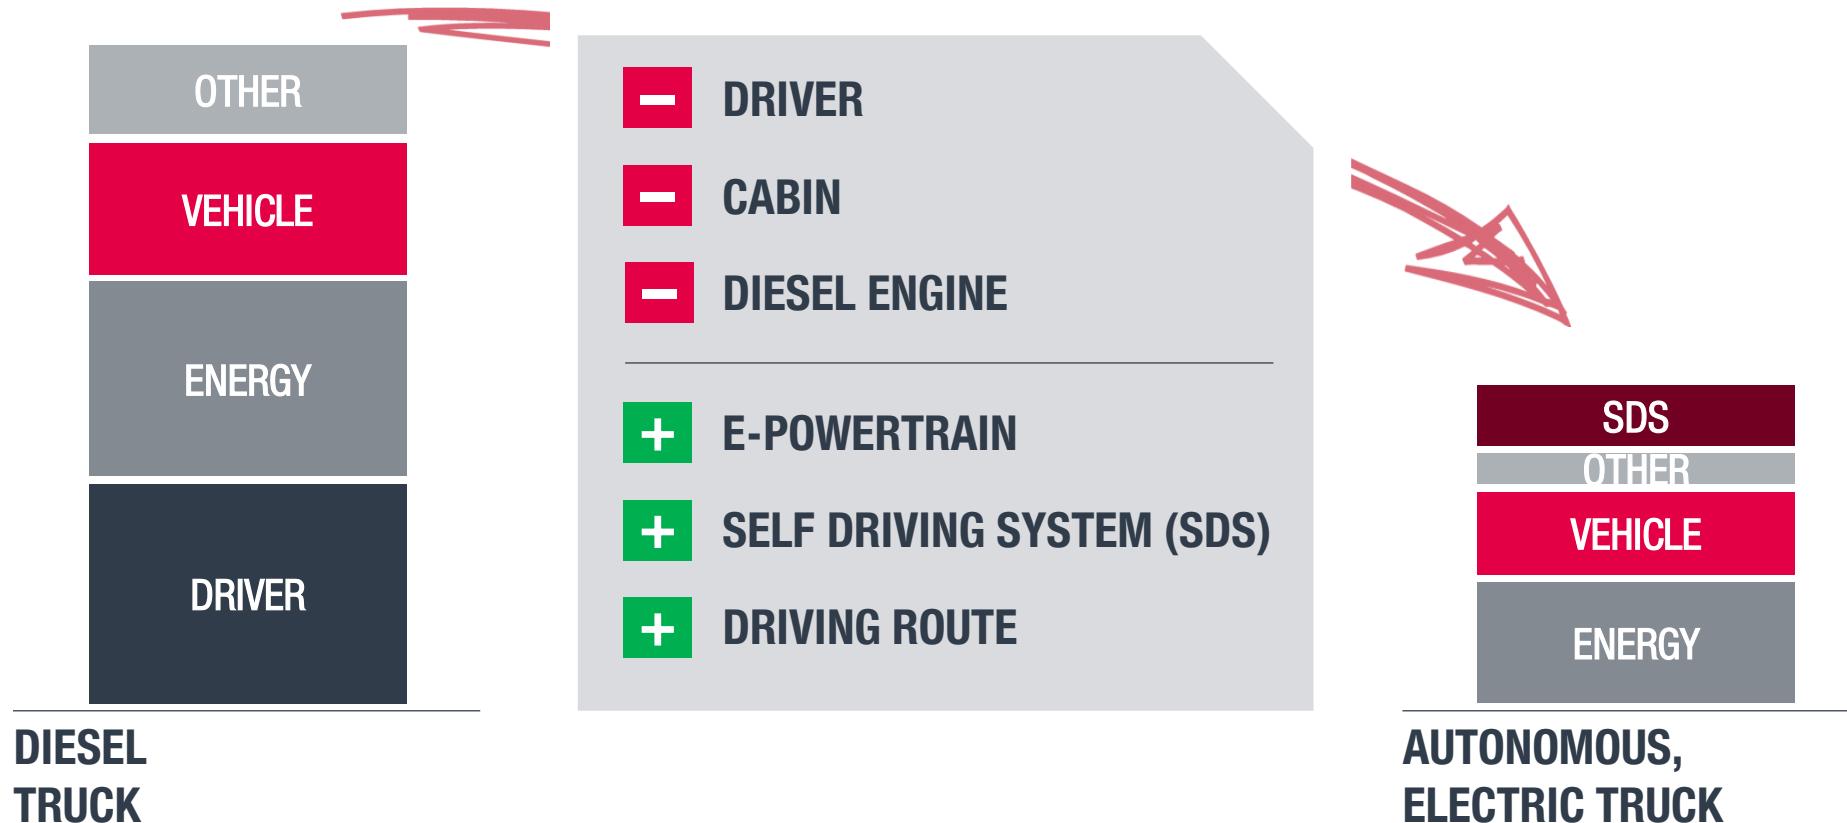 OTHER
VEHICLE
ENERGY
DRIVER
DIESEL
TRUCK
DRIVER
CABIN
DIESEL ENGINE
E-POWERTRAIN
SELF DRIVING SYSTEM (SDS)
DRIVING ROUTE
SDS
OTHER
VEHICLE
ENERGY
AUTONOMOUS,
ELECTRIC TRUCK